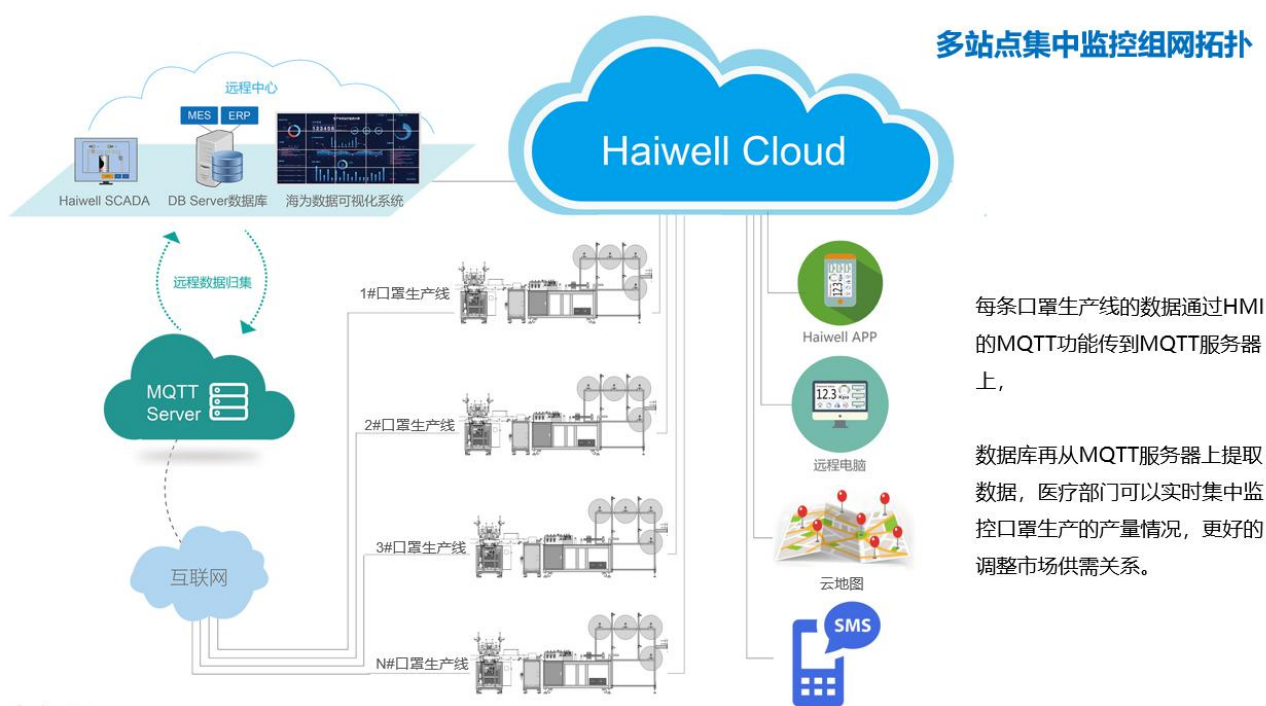 多站点集中监控组网拓扑
远程中心
MES
ERP
Haiwell SCADA
DB Server数据库
海为数据可视化系统
Haiwell Cloud
远程数据归集
MQTT
Server
互联网
1#口罩生产线
2#口罩生产线
3#口罩生产线
N#口罩生产线
Haiwell APP
12.3
远程电脑
云地图
SMS
每条口罩生产线的数据通过HMI
的MQTT功能传到MQTT服务器
上，
数据库再从MQTT服务器上提取
数据，医疗部门可以实时集中监
控口罩生产的产量情况，更好的
调整市场供需关系。